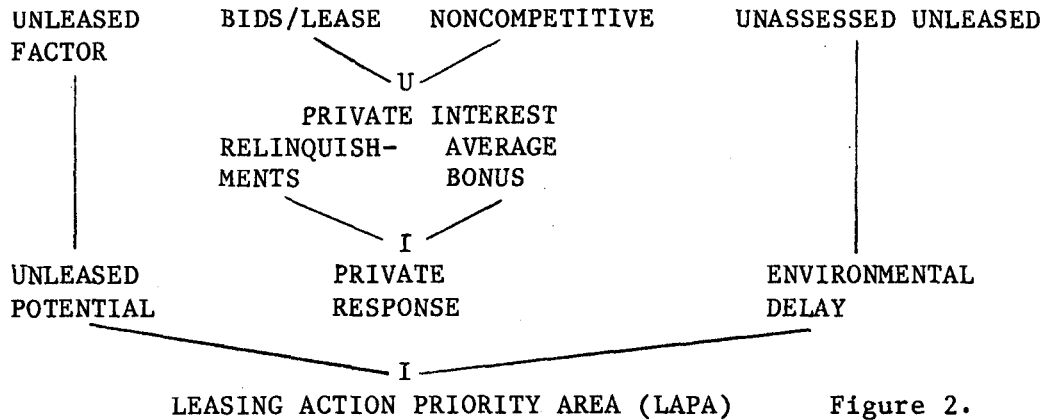 UNLEASED BIDS/LEASE NONCOMPETITIVE UNASSESSED UNLEASED
FACTOR
U
PRIVATE INTEREST
RELINQUISH- AVERAGE
MENTS BONUS
I
UNLEASED PRIVATE ENVIRONMENTAL
POTENTIAL RESPONSE DELAY
I
LEASING ACTION PRIORITY AREA (LAPA) Figure 2.